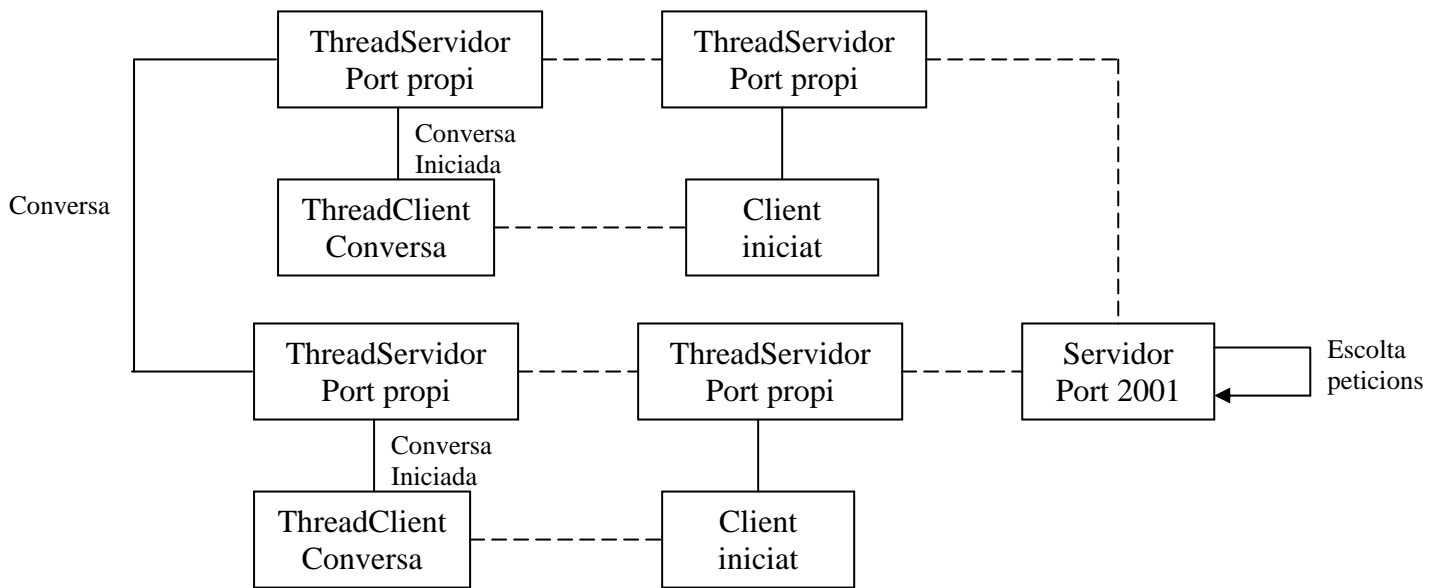 ThreadServidor
Port propi
ThreadServidor
Port propi
Conversa
Iniciada
Conversa
ThreadClient
Conversa
Client
iniciat
ThreadServidor
Port propi
ThreadServidor
Port propi
Servidor
Port 2001
Escolta
peticions
Conversa
Iniciada
ThreadClient
Conversa
Client
iniciat